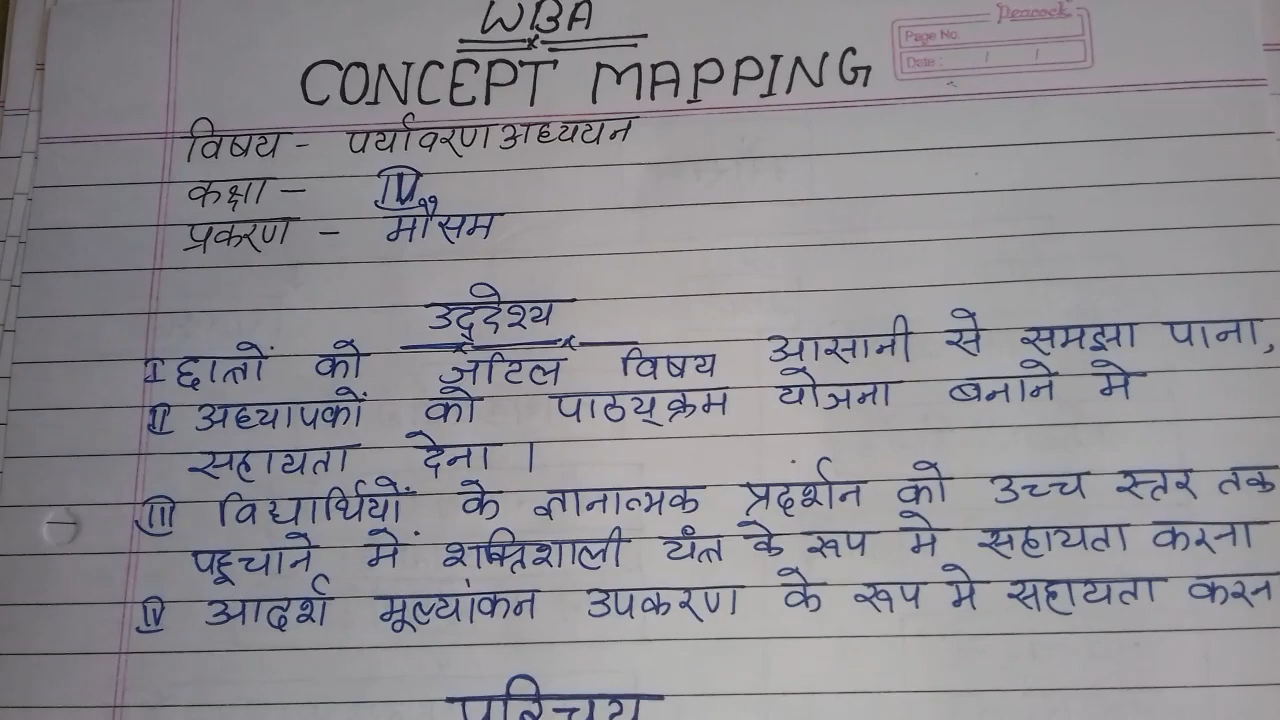 WBA
Peacock
Page No.
Date : / /
CONCEPT MAPPING
विषय - पर्यावरण अध्ययन
कक्षा - IV
प्रकरण - मौसम
उद्देश्य
I छात्रों को जटिल विषय आसानी से समझा पाना,
II अध्यापकों को पाठ्यक्रम योजना बनाने मे
सहायता देना ।
III विद्यार्थियों के ज्ञानात्मक प्रदर्शन को उच्च स्तर तक
पहूचाने में शक्तिशाली यंत्र के रूप मे सहायता करना
IV आदर्श मूल्यांकन उपकरण के रूप मे सहायता करन
परिचय